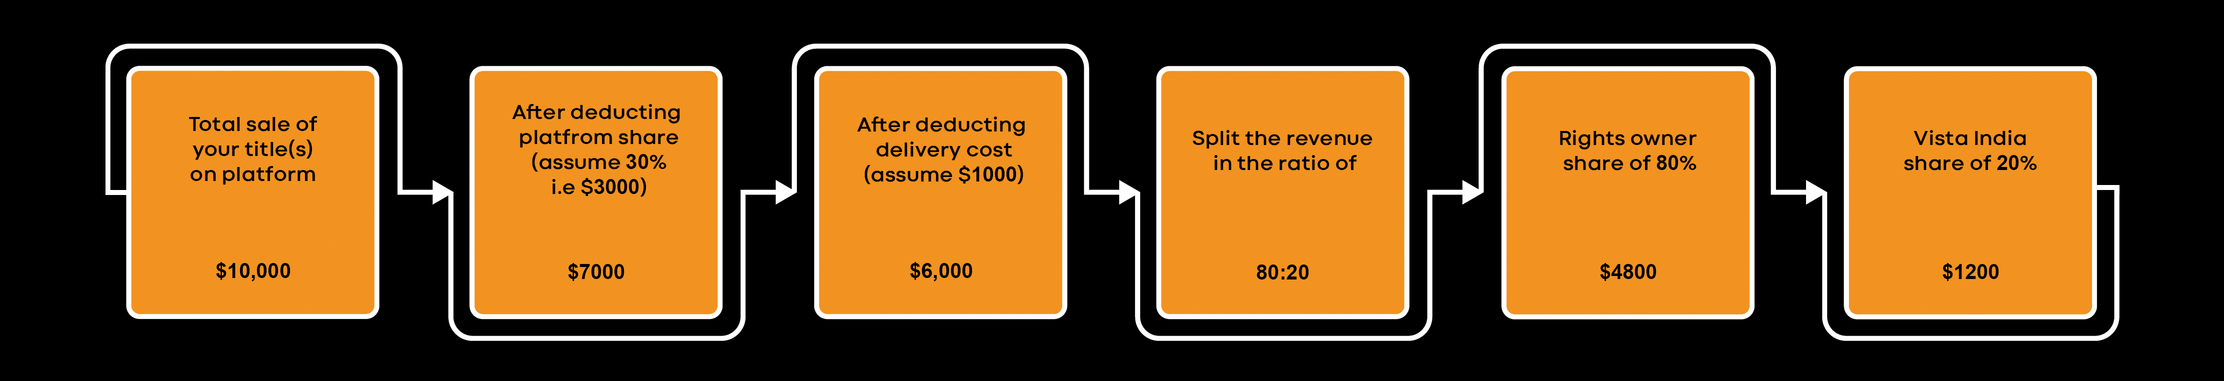 Total sale of
your title(s)
on platform
$10,000
After deducting
platfrom share
(assume 30%
i.e $3000)
$7000
After deducting
delivery cost
(assume $1000)
$6,000
Split the revenue
in the ratio of
80:20
Rights owner
share of 80%
$4800
Vista India
share of 20%
$1200